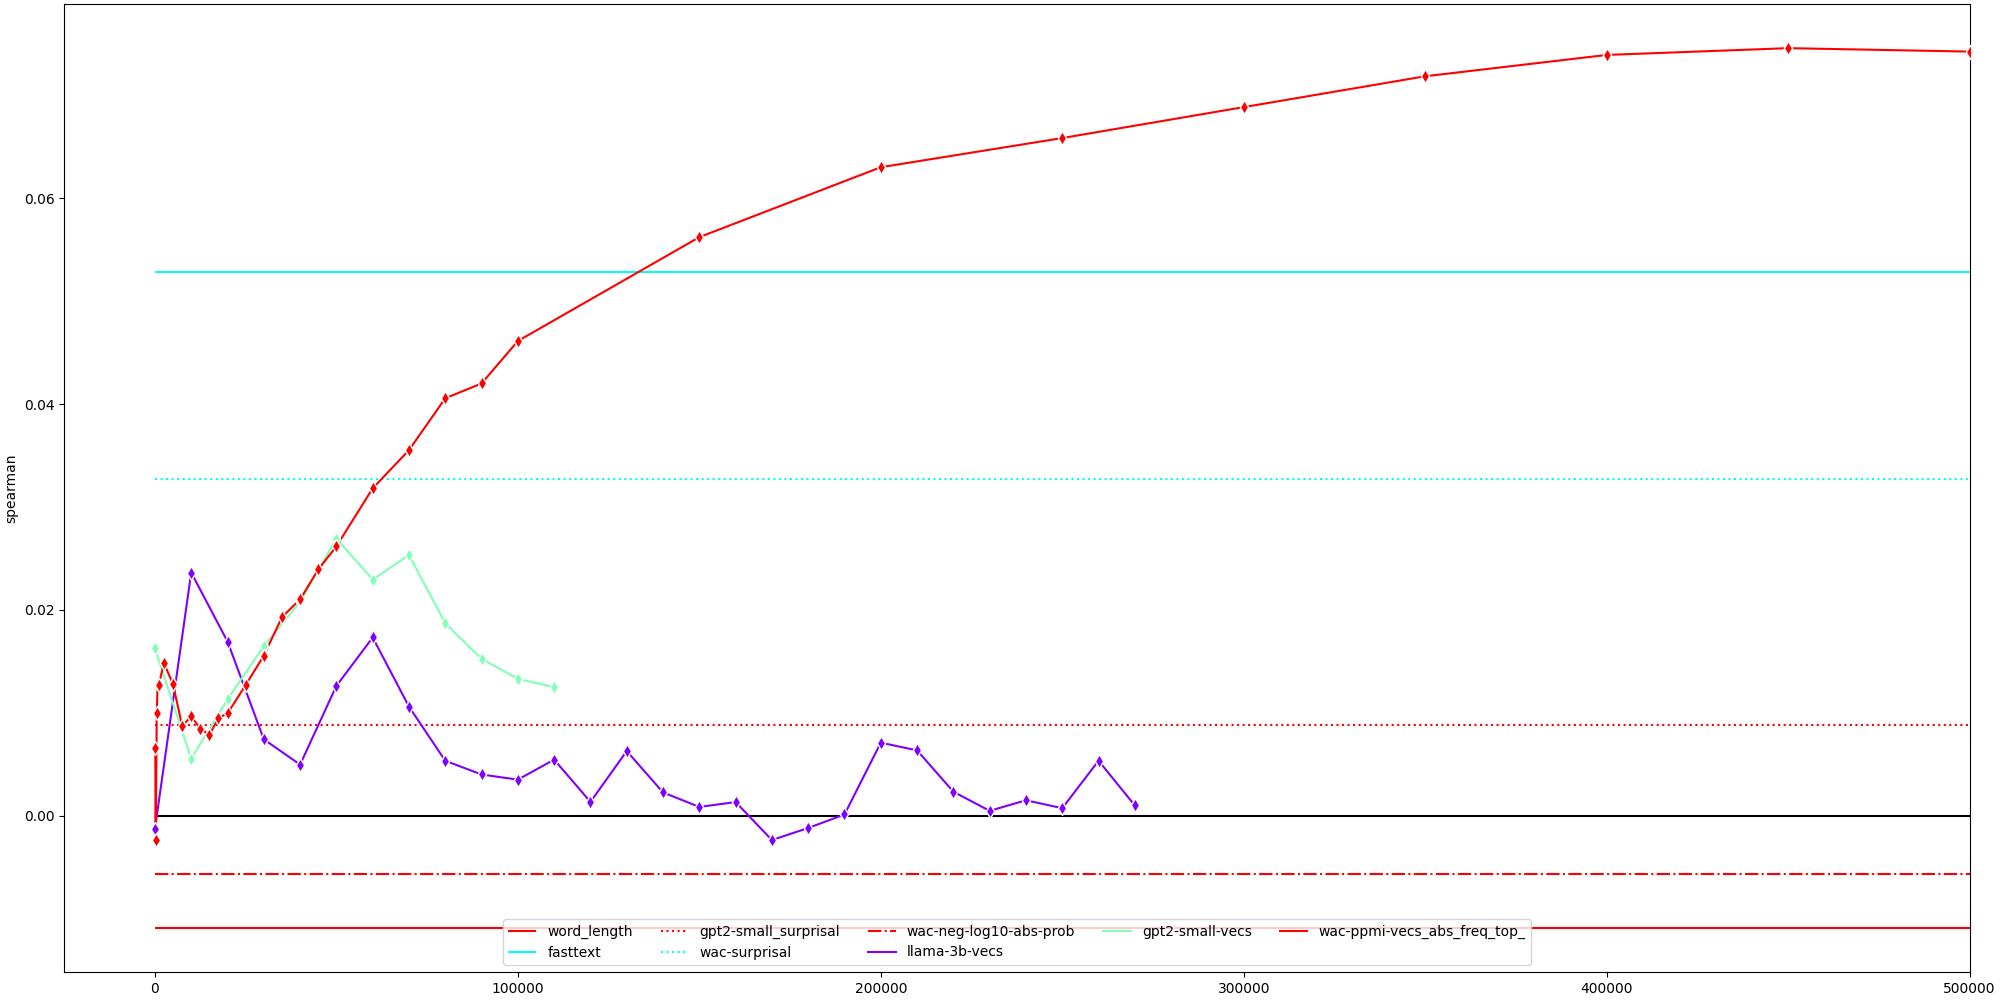 0.06
0.04
0.02
0.00
spearman
word_length gpt2-small_surprisal wac-neg-log10-abs-prob gpt2-small-vecs wac-ppmi-vecs_abs_freq_top_
fasttext wac-surprisal llama-3b-vecs
0 100000 200000 300000 400000 500000